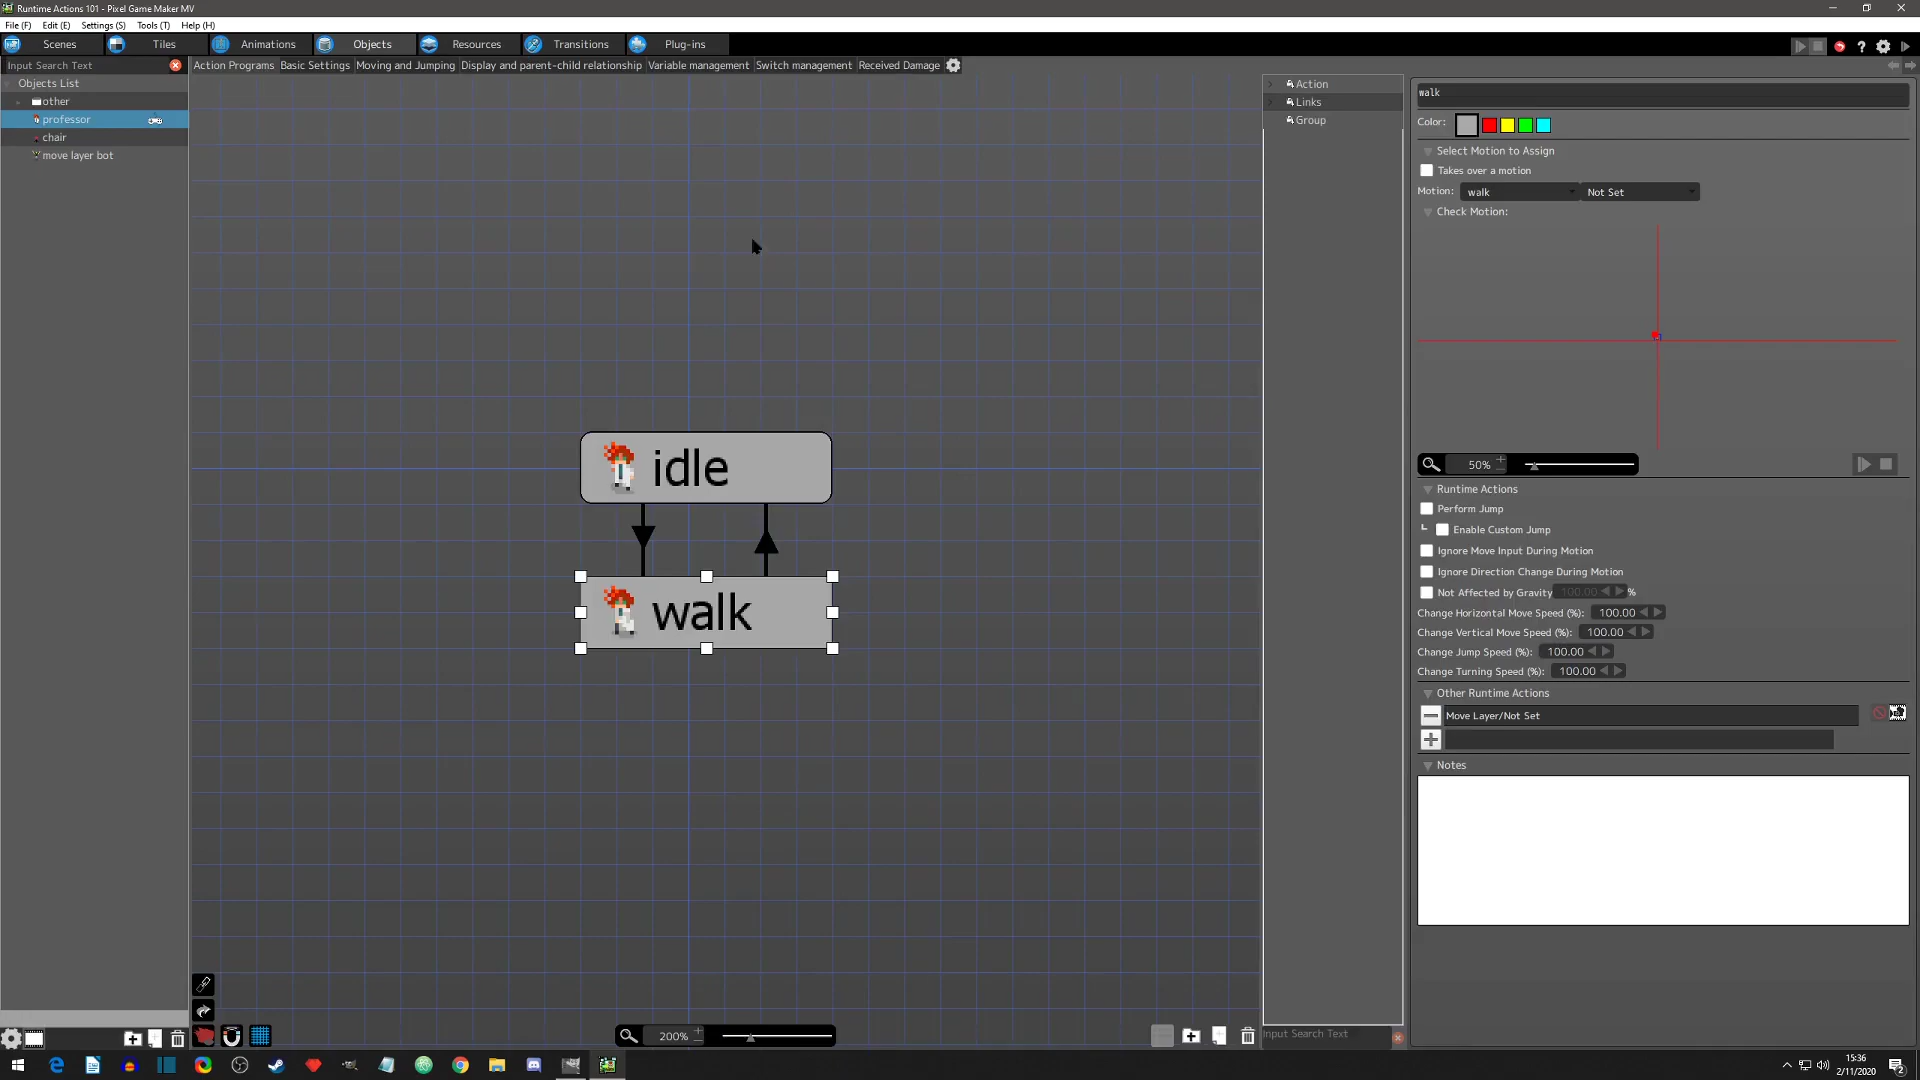 Runtime Actions 101 - Pixel Game Maker MV
File (F) Edit (E) Settings (S) Tools (T) Help (H)
Scenes Tiles Animations Objects Resources Transitions Plug-ins
Input Search Text
Action Programs Basic Settings Moving and Jumping Display and parent-child relationship Variable management Switch management Received Damage
Objects List
other
professor
chair
move layer bot
idle
walk
200%
Action
Links
Group
Input Search Text
walk
Color:
Select Motion to Assign
Takes over a motion
Motion: walk Not Set
Check Motion:
50%
Runtime Actions
Perform Jump
Enable Custom Jump
Ignore Move Input During Motion
Ignore Direction Change During Motion
Not Affected by Gravity 100.00 %
Change Horizontal Move Speed (%): 100.00
Change Vertical Move Speed (%): 100.00
Change Jump Speed (%): 100.00
Change Turning Speed (%): 100.00
Other Runtime Actions
Move Layer/Not Set
Notes
15:36
2/11/2020